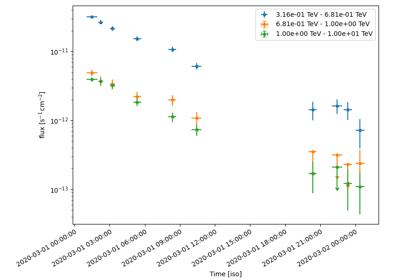 3.16e-01 TeV - 6.81e-01 TeV
6.81e-01 TeV - 1.00e+00 TeV
1.00e+00 TeV - 1.00e+01 TeV
flux [s⁻¹ cm⁻²]
10⁻¹¹
10⁻¹²
10⁻¹³
2020-03-01 00:00:00
2020-03-01 03:00:00
2020-03-01 06:00:00
2020-03-01 09:00:00
2020-03-01 12:00:00
2020-03-01 15:00:00
2020-03-01 18:00:00
2020-03-01 21:00:00
2020-03-02 00:00:00
Time [iso]